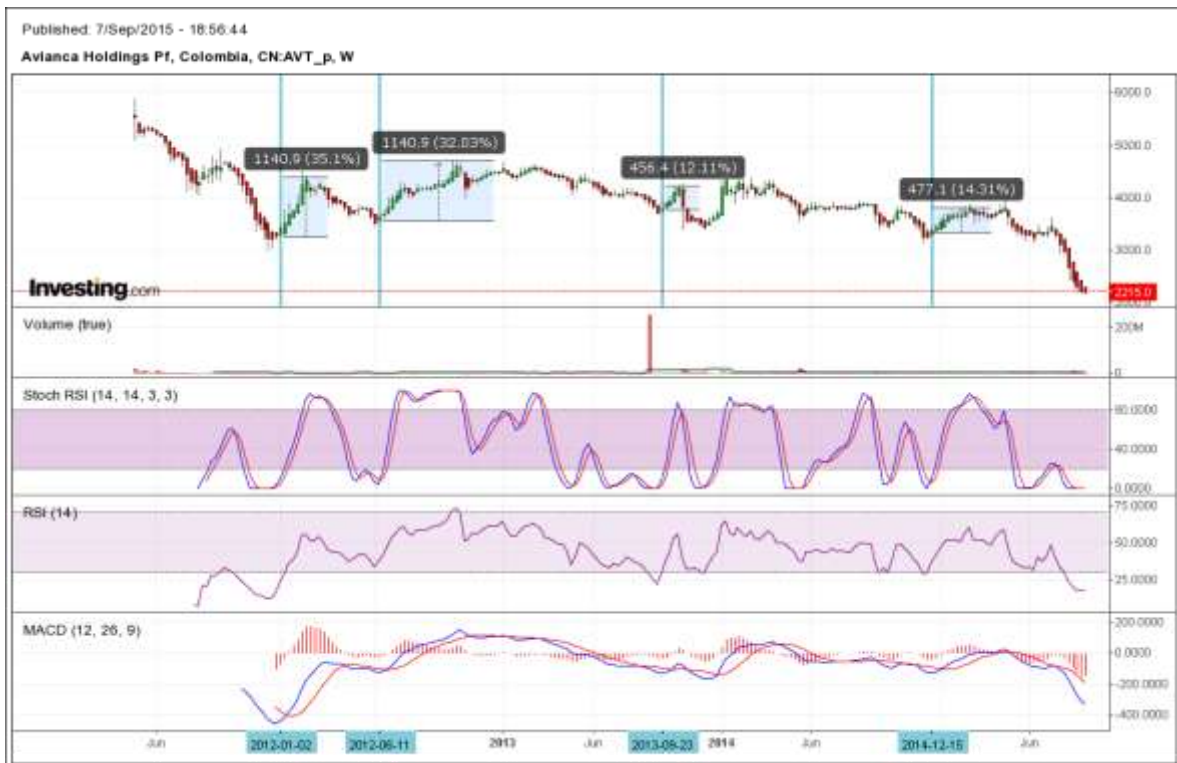 Published: 7/Sep/2015 - 18:56:44
Avianca Holdings Pf, Colombia, CN:AVT_p, W
6000.0
1140.9 (32.03%)
5000.0
1140.9 (35.1%)
456.4 (12.11%)
477.1 (14.31%)
4000.0
3000.0
Investing.com
2215.0
Volume (true)
200M
0
Stoch RSI (14, 14, 3, 3)
80.0000
40.0000
0.0000
RSI (14)
75.0000
50.0000
25.0000
MACD (12, 26, 9)
200.0000
0.0000
-200.0000
-400.0000
Jun 2012-01-02 2012-06-11 2013 Jun 2013-09-23 2014 Jun 2014-12-15 Jun